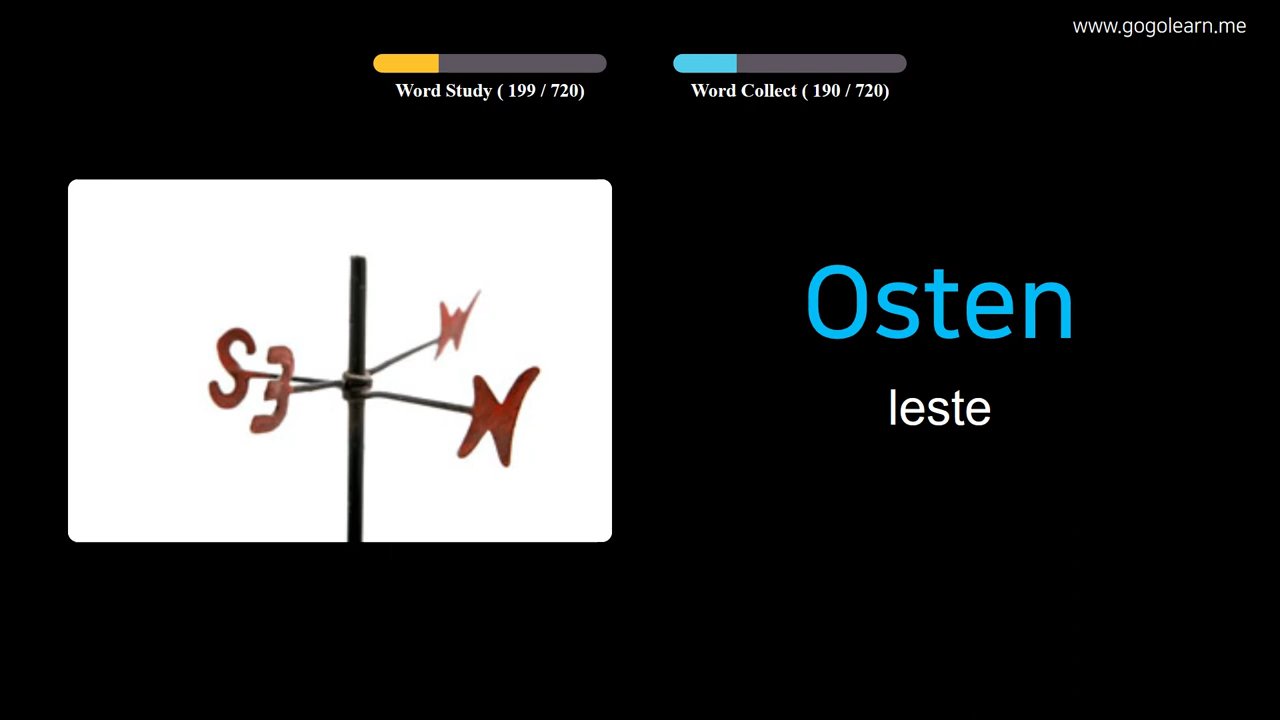 www.gogolearn.me
Word Study ( 199 / 720)
Word Collect ( 190 / 720)
Osten
leste
S
E
W
N